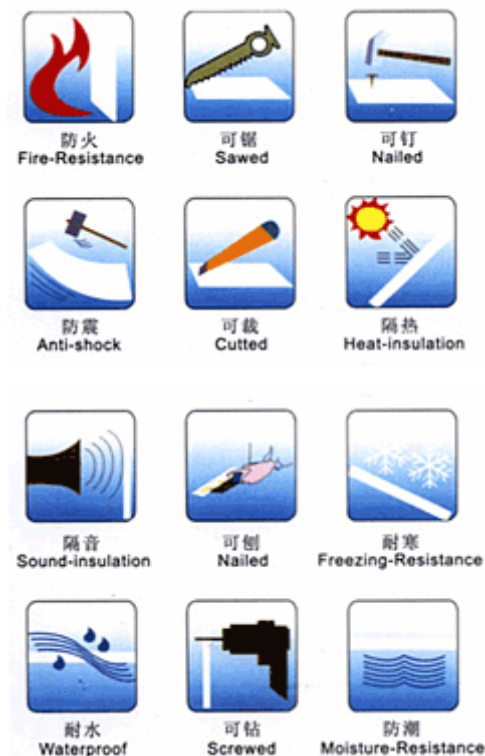 防火
Fire-Resistance
可锯
Sawed
可钉
Nailed
防震
Anti-shock
可裁
Cutted
隔热
Heat-insulation
隔音
Sound-insulation
可刨
Nailed
耐寒
Freezing-Resistance
耐水
Waterproof
可钻
Screwed
防潮
Moisture-Resistance